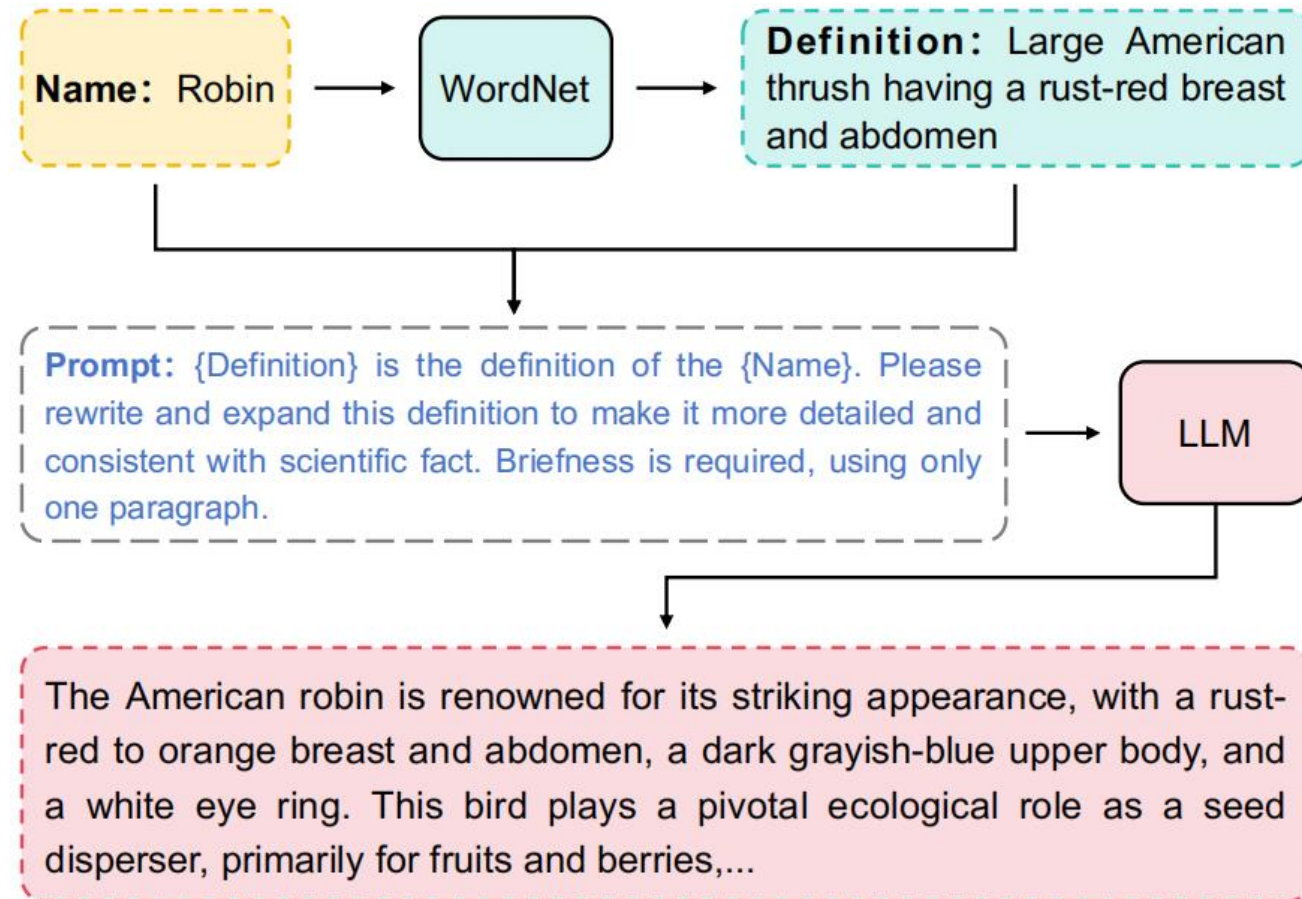 Name: Robin
WordNet
Definition: Large American
thrush having a rust-red breast
and abdomen
Prompt: {Definition} is the definition of the {Name}. Please
rewrite and expand this definition to make it more detailed and
consistent with scientific fact. Briefness is required, using only
one paragraph.
LLM
The American robin is renowned for its striking appearance, with a rust-
red to orange breast and abdomen, a dark grayish-blue upper body, and
a white eye ring. This bird plays a pivotal ecological role as a seed
disperser, primarily for fruits and berries,...